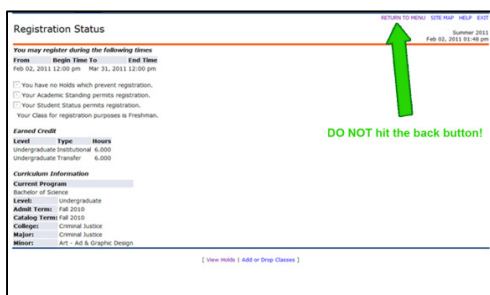 RETURN TO MENU SITE MAP HELP EXIT
Registration Status
Summer 2011
Feb 02, 2011 01:48 pm
You may register during the following times
From Begin Time To End Time
Feb 02, 2011 12:00 pm Mar 31, 2011 12:00 pm
You have no Holds which prevent registration.
Your Academic Standing permits registration.
Your Student Status permits registration.
Your Class for registration purposes is Freshman.
DO NOT hit the back button!
Earned Credit
Level Type Hours
Undergraduate Institutional 6.000
Undergraduate Transfer 6.000
Curriculum Information
Current Program
Bachelor of Science
Level: Undergraduate
Admit Term: Fall 2010
Catalog Term: Fall 2010
College: Criminal Justice
Major: Criminal Justice
Minor: Art - Ad & Graphic Design
[ View Holds | Add or Drop Classes ]